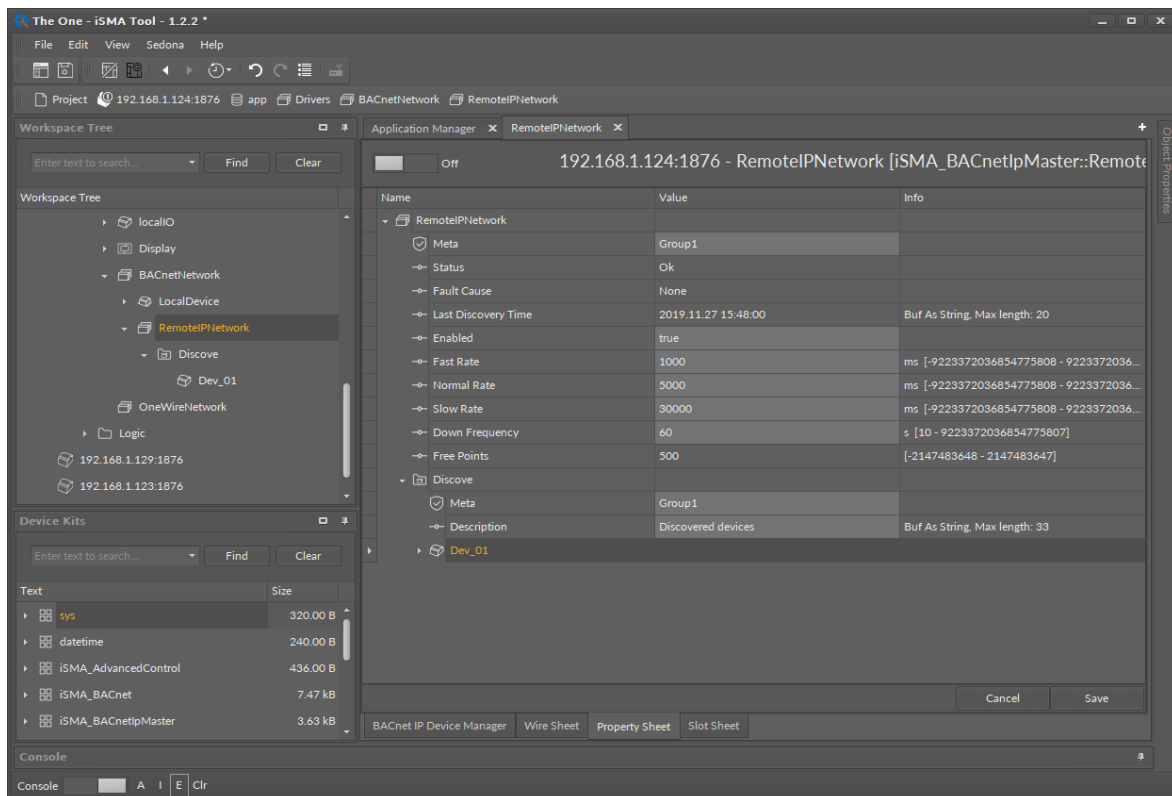 The One - iSMA Tool - 1.2.2 *
File Edit View Sedona Help
Project 192.168.1.124:1876 app Drivers BACnetNetwork RemoteIPNetwork
Workspace Tree
Enter text to search... Find Clear
Workspace Tree
localIO
Display
BACnetNetwork
LocalDevice
RemoteIPNetwork
Discove
Dev_01
OneWireNetwork
Logic
192.168.1.129:1876
192.168.1.123:1876
Device Kits
Enter text to search... Find Clear
Text Size
sys 320.00 B
datetime 240.00 B
iSMA_AdvancedControl 436.00 B
iSMA_BACnet 7.47 kB
iSMA_BACnetIpMaster 3.63 kB
Application Manager X RemoteIPNetwork X +
Off 192.168.1.124:1876 - RemoteIPNetwork [iSMA_BACnetIpMaster::Remote
Name Value Info
RemoteIPNetwork
Meta Group1
Status Ok
Fault Cause None
Last Discovery Time 2019.11.27 15:48:00 Buf As String, Max length: 20
Enabled true
Fast Rate 1000 ms [-9223372036854775808 - 9223372036...
Normal Rate 5000 ms [-9223372036854775808 - 9223372036...
Slow Rate 30000 ms [-9223372036854775808 - 9223372036...
Down Frequency 60 s [10 - 9223372036854775807]
Free Points 500 [-2147483648 - 2147483647]
Discove
Meta Group1
Description Discovered devices Buf As String, Max length: 33
Dev_01
Cancel Save
BACnet IP Device Manager Wire Sheet Property Sheet Slot Sheet
Object Properties
Console
Console A I E Clr